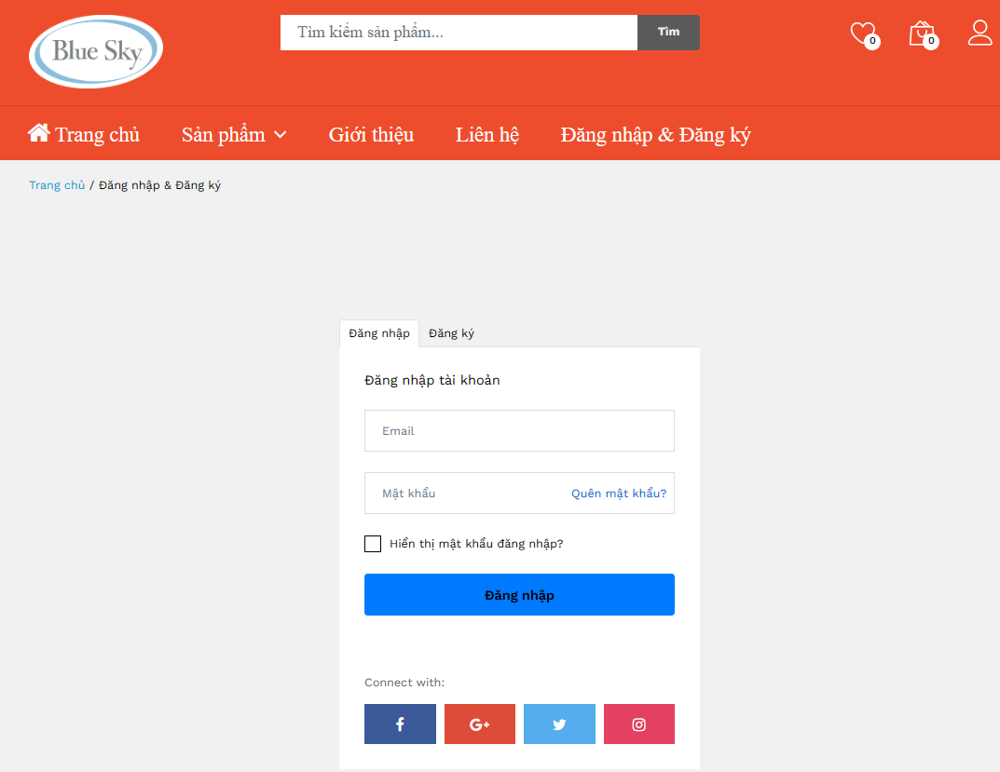 Blue Sky
Tìm kiếm sản phẩm...
Tìm
0
0
Trang chủ
Sản phẩm
Giới thiệu
Liên hệ
Đăng nhập & Đăng ký
Trang chủ / Đăng nhập & Đăng ký
Đăng nhập
Đăng ký
Đăng nhập tài khoản
Email
Mật khẩu
Quên mật khẩu?
Hiển thị mật khẩu đăng nhập?
Đăng nhập
Connect with:
f
G+